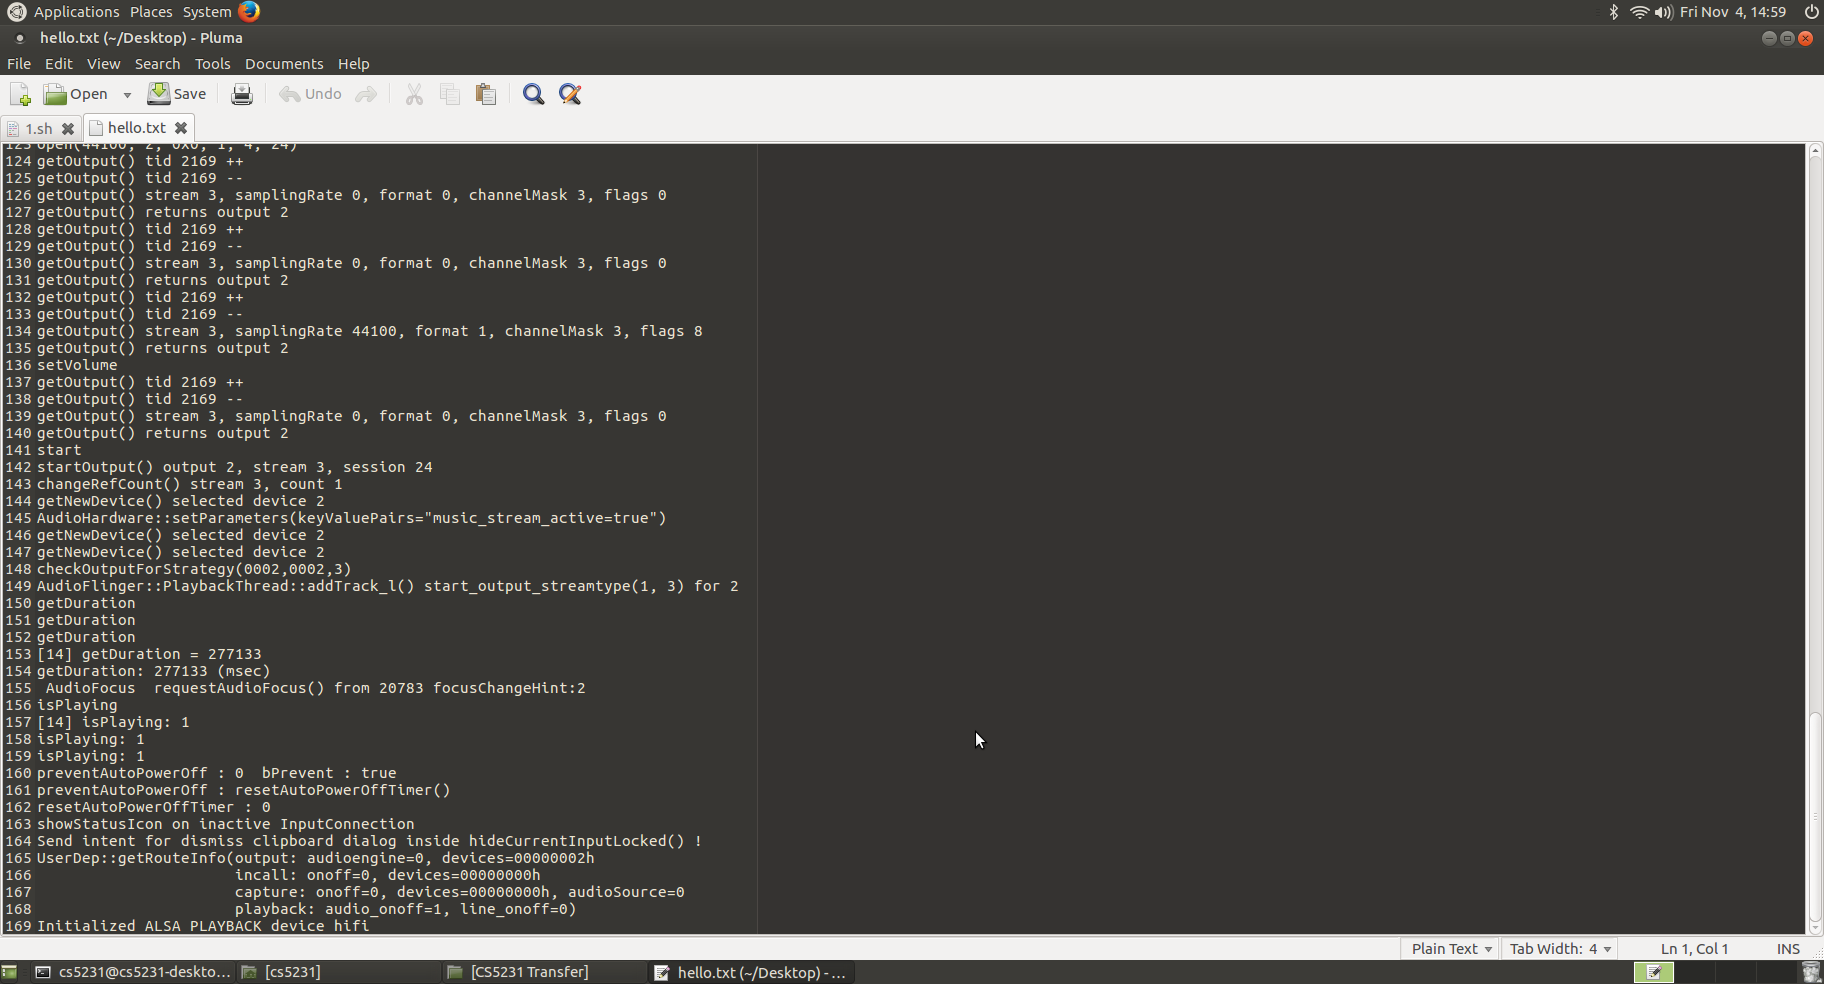 Applications Places System Fri Nov 4, 14:59
hello.txt (~/Desktop) - Pluma
File Edit View Search Tools Documents Help
Open Save Undo
1.sh hello.txt
123 open(44100, 2, 0x0, 1, 4, 24)
124 getOutput() tid 2169 ++
125 getOutput() tid 2169 --
126 getOutput() stream 3, samplingRate 0, format 0, channelMask 3, flags 0
127 getOutput() returns output 2
128 getOutput() tid 2169 ++
129 getOutput() tid 2169 --
130 getOutput() stream 3, samplingRate 0, format 0, channelMask 3, flags 0
131 getOutput() returns output 2
132 getOutput() tid 2169 ++
133 getOutput() tid 2169 --
134 getOutput() stream 3, samplingRate 44100, format 1, channelMask 3, flags 8
135 getOutput() returns output 2
136 setVolume
137 getOutput() tid 2169 ++
138 getOutput() tid 2169 --
139 getOutput() stream 3, samplingRate 0, format 0, channelMask 3, flags 0
140 getOutput() returns output 2
141 start
142 startOutput() output 2, stream 3, session 24
143 changeRefCount() stream 3, count 1
144 getNewDevice() selected device 2
145 AudioHardware::setParameters(keyValuePairs="music_stream_active=true")
146 getNewDevice() selected device 2
147 getNewDevice() selected device 2
148 checkOutputForStrategy(0002,0002,3)
149 AudioFlinger::PlaybackThread::addTrack_l() start_output_streamtype(1, 3) for 2
150 getDuration
151 getDuration
152 getDuration
153 [14] getDuration = 277133
154 getDuration: 277133 (msec)
155  AudioFocus  requestAudioFocus() from 20783 focusChangeHint:2
156 isPlaying
157 [14] isPlaying: 1
158 isPlaying: 1
159 isPlaying: 1
160 preventAutoPowerOff : 0  bPrevent : true
161 preventAutoPowerOff : resetAutoPowerOffTimer()
162 resetAutoPowerOffTimer : 0
163 showStatusIcon on inactive InputConnection
164 Send intent for dismiss clipboard dialog inside hideCurrentInputLocked() !
165 UserDep::getRouteInfo(output: audioengine=0, devices=00000002h
166                       incall: onoff=0, devices=00000000h
167                       capture: onoff=0, devices=00000000h, audioSource=0
168                       playback: audio_onoff=1, line_onoff=0)
169 Initialized ALSA PLAYBACK device hifi
Plain Text Tab Width: 4 Ln 1, Col 1 INS
cs5231@cs5231-deskto... [cs5231] [CS5231 Transfer] hello.txt (~/Desktop) -...